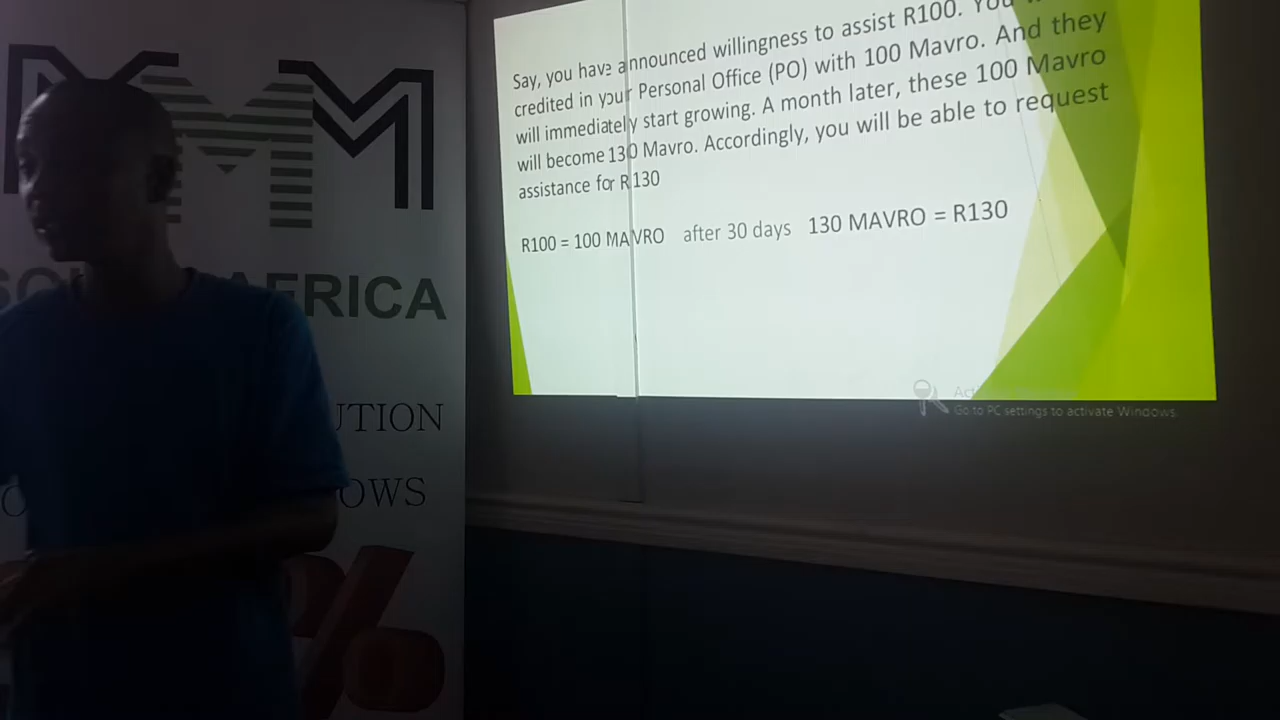 MMM
AFRICA
UTION
OWS
%
Say, you have announced willingness to assist R100. You
credited in your Personal Office (PO) with 100 Mavro. And they
will immediately start growing. A month later, these 100 Mavro
will become 130 Mavro. Accordingly, you will be able to request
assistance for R130
R100 = 100 MAVRO after 30 days 130 MAVRO = R130
Go to PC settings to activate Windows.